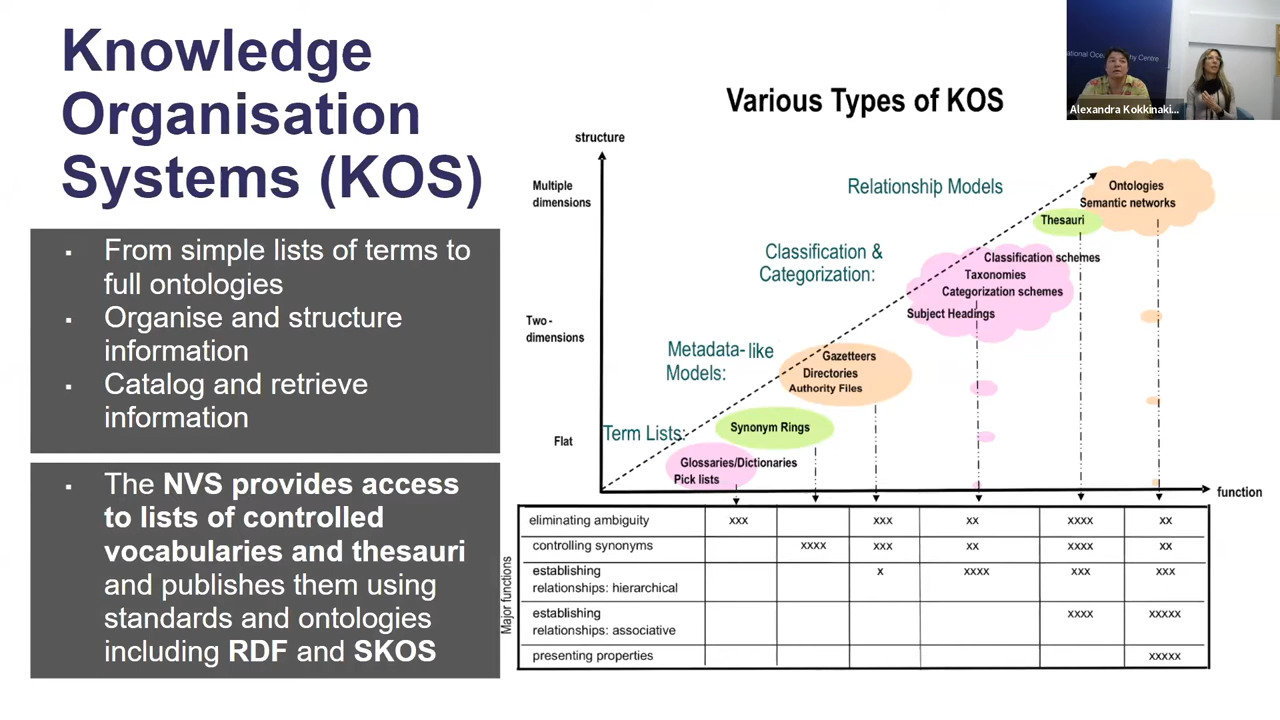 Knowledge
Organisation
Systems (KOS)
▪ From simple lists of terms to
full ontologies
▪ Organise and structure
information
▪ Catalog and retrieve
information
▪ The NVS provides access
to lists of controlled
vocabularies and thesauri
and publishes them using
standards and ontologies
including RDF and SKOS
Alexandra Kokkinaki...
Various Types of KOS
structure
Multiple
dimensions
Two-
dimensions
Flat
Relationship Models
Classification &
Categorization:
Metadata-like
Models:
Term Lists:
Ontologies
Semantic networks
Thesauri
Classification schemes
Taxonomies
Categorization schemes
Subject Headings
Gazetteers
Directories
Authority Files
Synonym Rings
Glossaries/Dictionaries
Pick lists
function
Major functions
eliminating ambiguity xxx xxx xx xxxx xx
controlling synonyms xxxx xxx xx xxxx xx
establishing
relationships: hierarchical x xxxx xxx xxx
establishing
relationships: associative xxxx xxxxx
presenting properties xxxxx